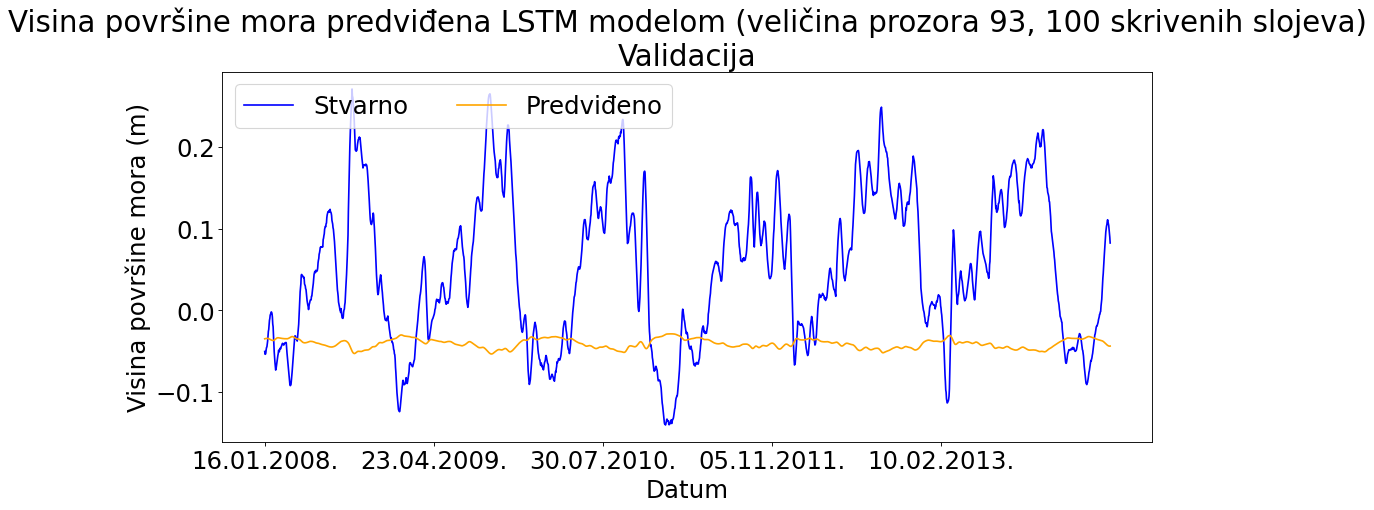 Visina površine mora predviđena LSTM modelom (veličina prozora 93, 100 skrivenih slojeva)
Validacija
Stvarno Predviđeno
Visina površine mora (m)
0.2
0.1
0.0
−0.1
16.01.2008. 23.04.2009. 30.07.2010. 05.11.2011. 10.02.2013.
Datum